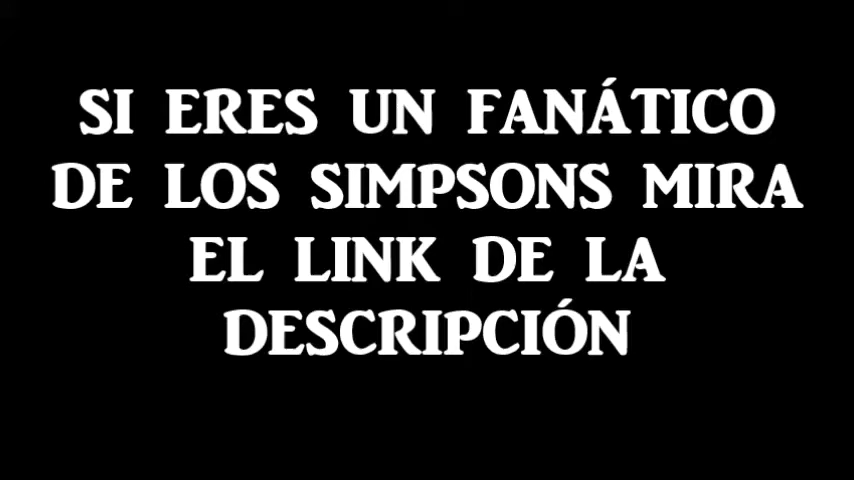 SI ERES UN FANÁTICO
DE LOS SIMPSONS MIRA
EL LINK DE LA
DESCRIPCIÓN